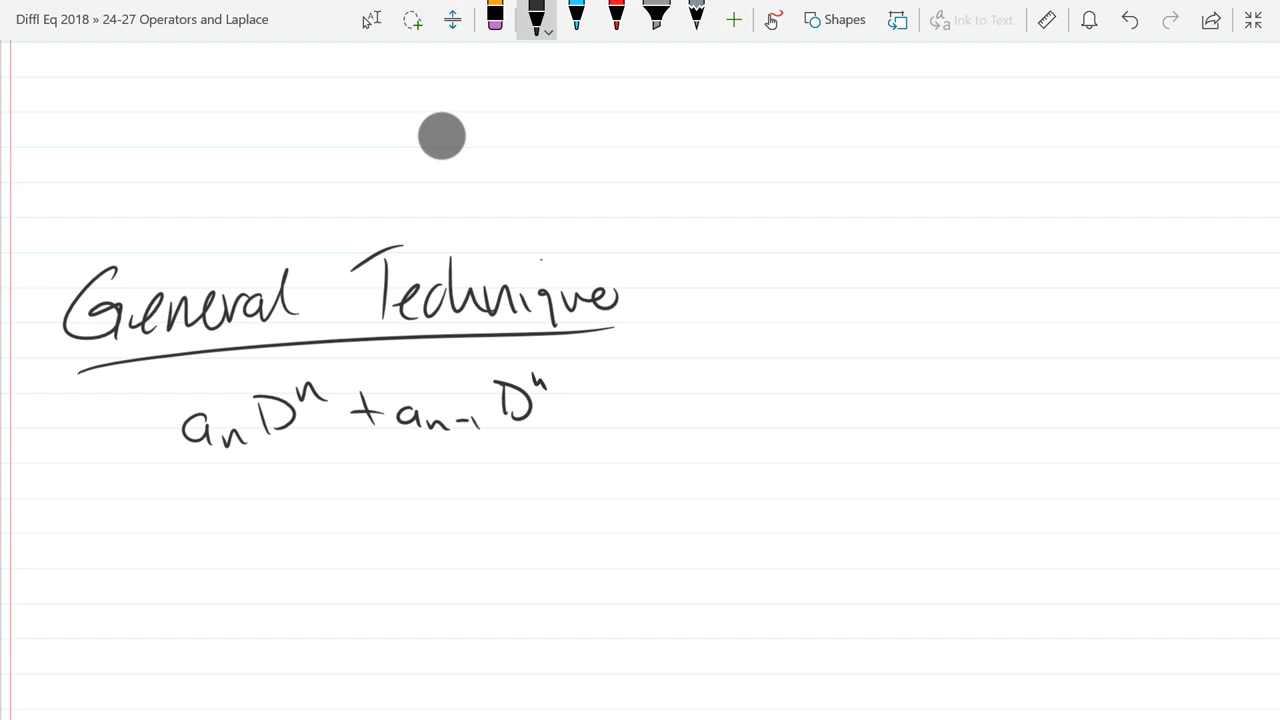 Diffl Eq 2018 » 24-27 Operators and Laplace
Shapes
Ink to Text
General Technique
aₙDⁿ + aₙ₋₁Dⁿ